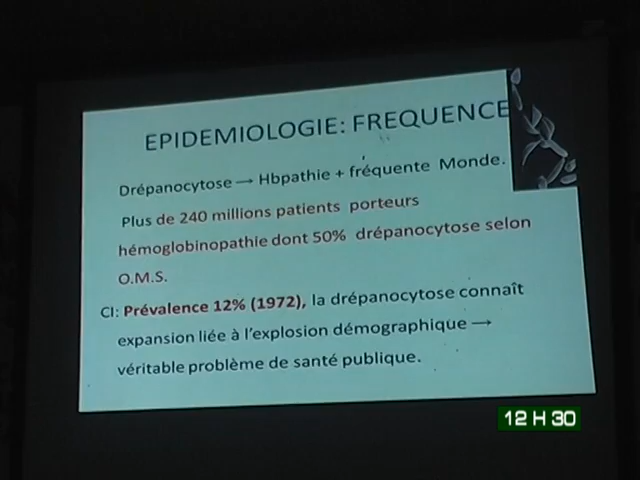 EPIDEMIOLOGIE: FREQUENCE
Drépanocytose → Hbpathie + fréquente Monde.
Plus de 240 millions patients porteurs
hémoglobinopathie dont 50% drépanocytose selon
O.M.S.
CI: Prévalence 12% (1972), la drépanocytose connaît
expansion liée à l'explosion démographique →
véritable problème de santé publique.
12 H 30